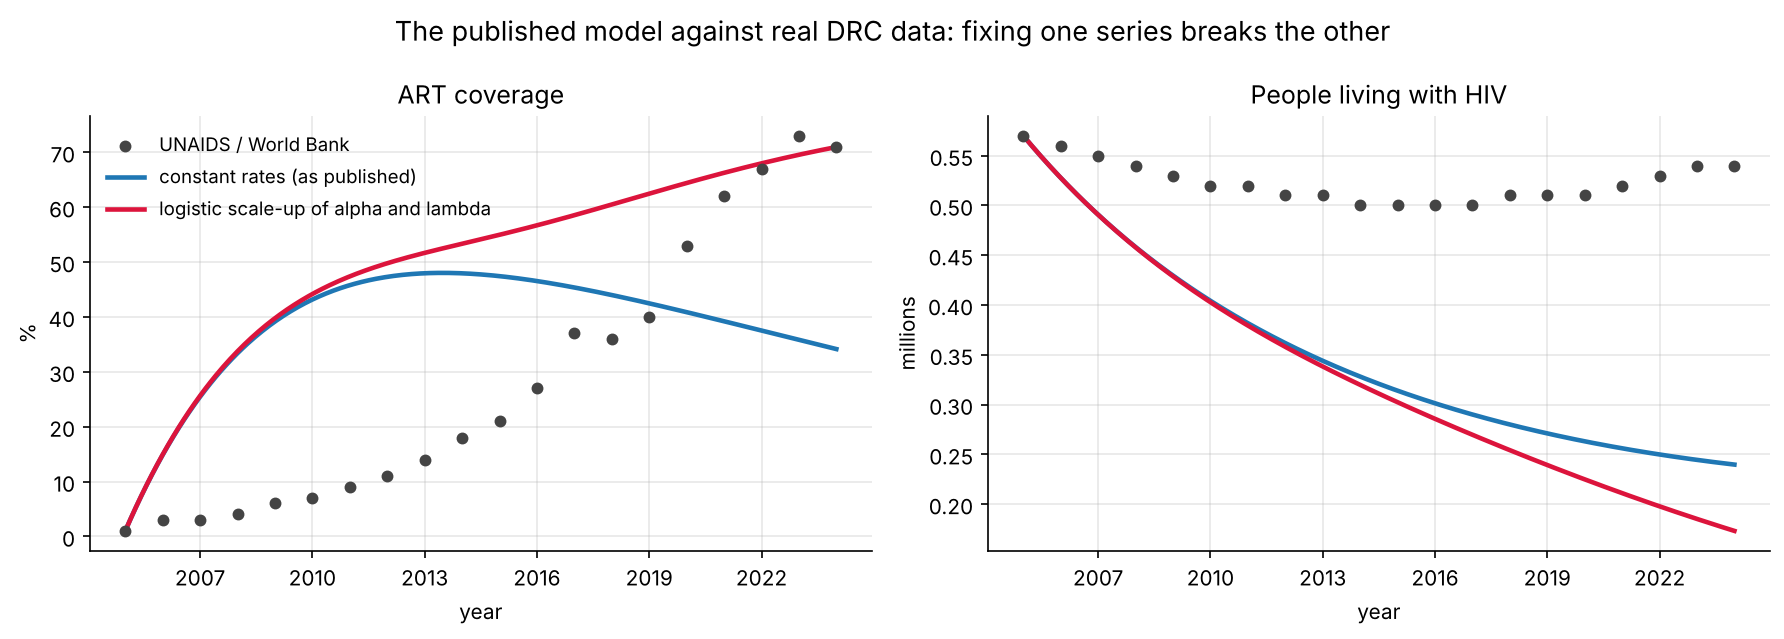 The published model against real DRC data: fixing one series breaks the other
ART coverage
UNAIDS / World Bank
constant rates (as published)
logistic scale-up of alpha and lambda
%
70
60
50
40
30
20
10
0
2007 2010 2013 2016 2019 2022
year
People living with HIV
millions
0.55
0.50
0.45
0.40
0.35
0.30
0.25
0.20
2007 2010 2013 2016 2019 2022
year